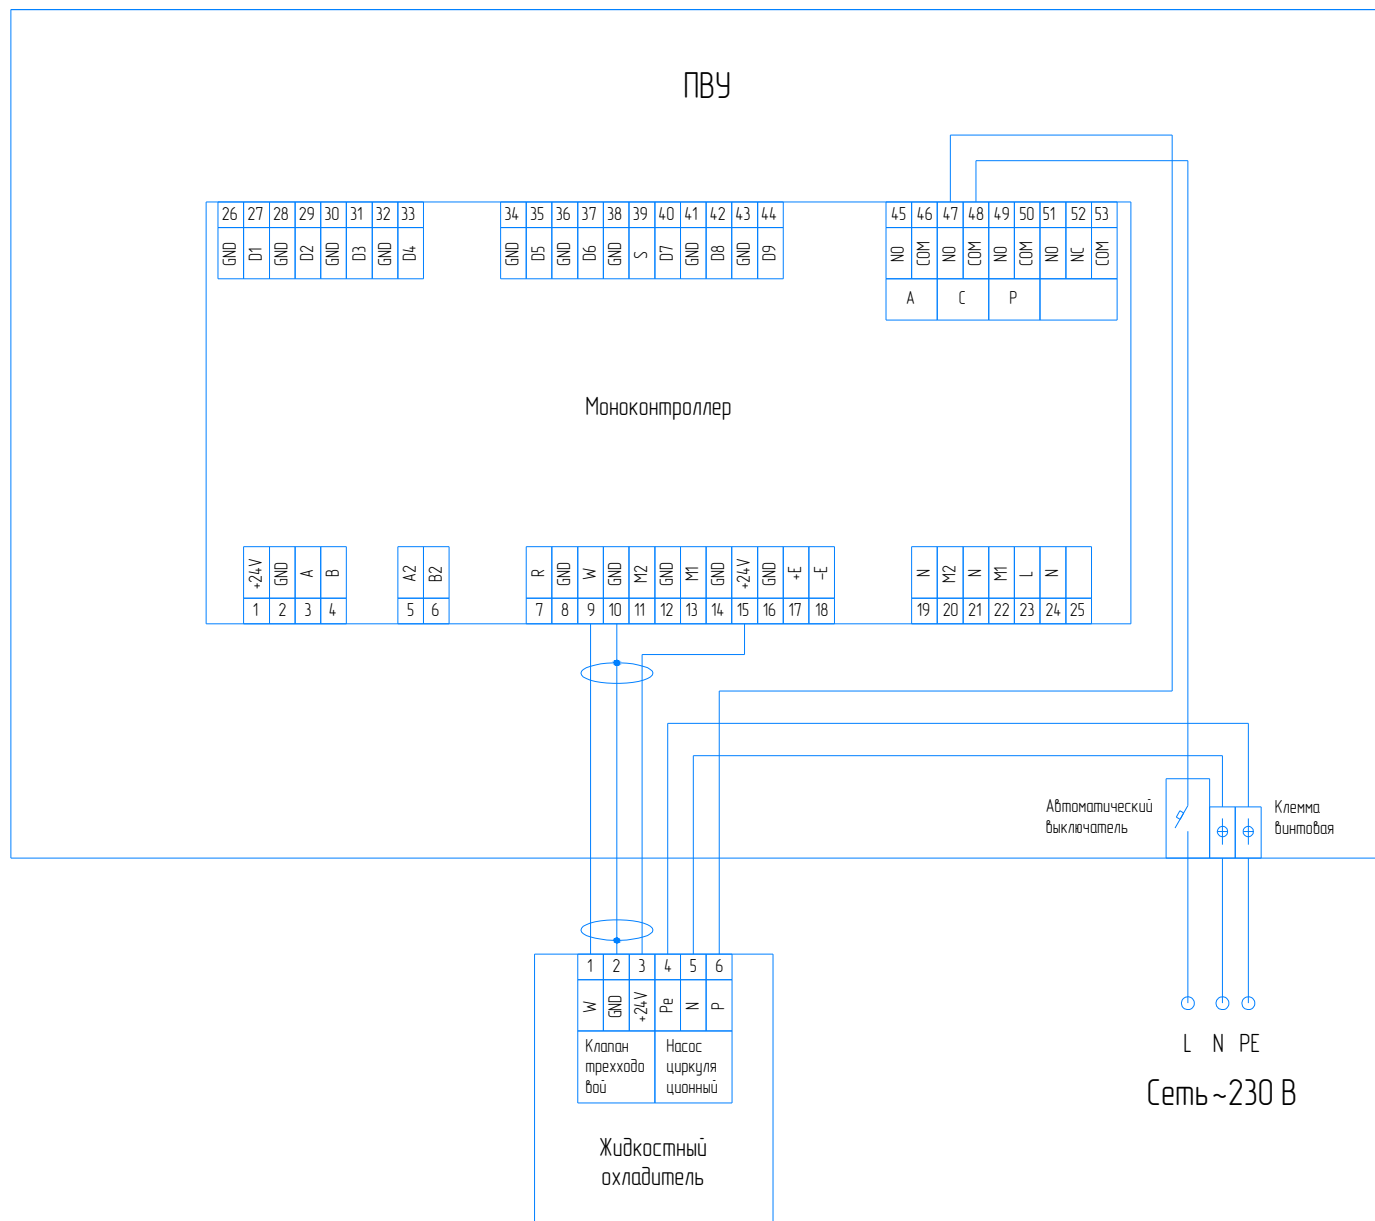 ПВУ
26 27 28 29 30 31 32 33
GND D1 GND D2 GND D3 GND D4
34 35 36 37 38 39 40 41 42 43 44
GND D5 GND D6 GND S D7 GND D8 GND D9
45 46 47 48 49 50 51 52 53
NO COM NO COM NO COM NO NC COM
A C P
Моноконтроллер
+24V GND A B
1 2 3 4
A2 B2
5 6
R GND W GND M2 GND M1 GND +24V GND +E -E
7 8 9 10 11 12 13 14 15 16 17 18
N M2 N M1 L N
19 20 21 22 23 24 25
Автоматический
выключатель
Клемма
винтовая
1 2 3 4 5 6
W GND +24V Pe N P
Клапан
трехходо
вой
Насос
циркуля
ционный
Жидкостный
охладитель
L N PE
Сеть ~230 В